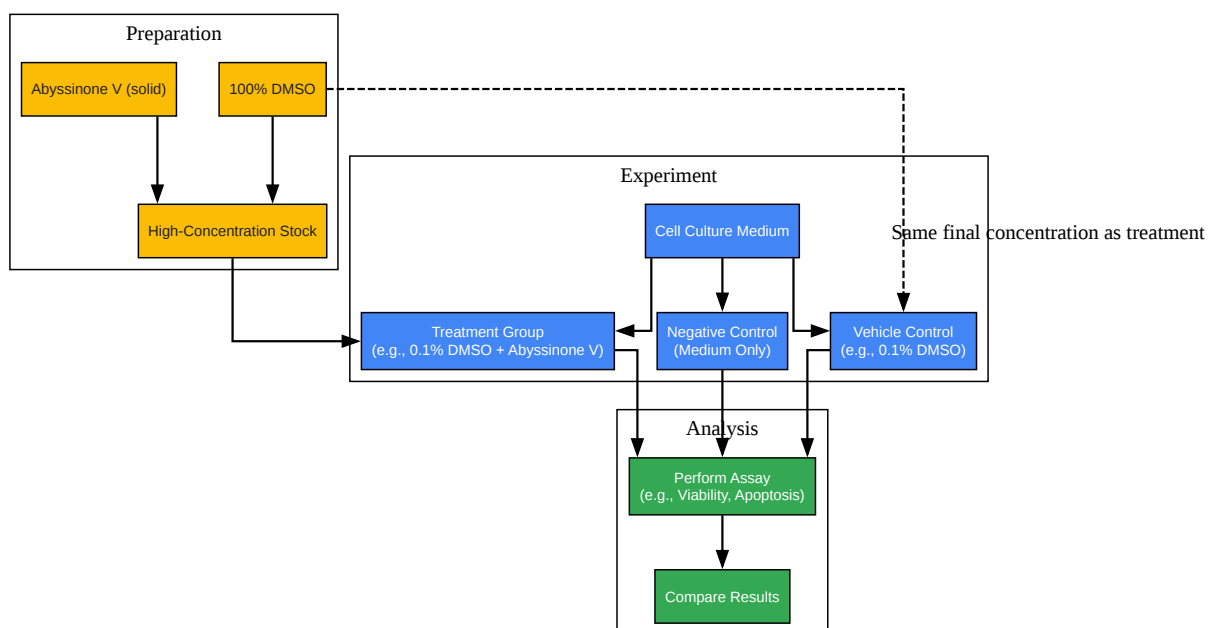 Preparation
Abyssinone V (solid)
100% DMSO
High-Concentration Stock
Experiment
Cell Culture Medium
Same final concentration as treatment
Treatment Group
(e.g., 0.1% DMSO + Abyssinone V)
Negative Control
(Medium Only)
Vehicle Control
(e.g., 0.1% DMSO)
Analysis
Perform Assay
(e.g., Viability, Apoptosis)
Compare Results